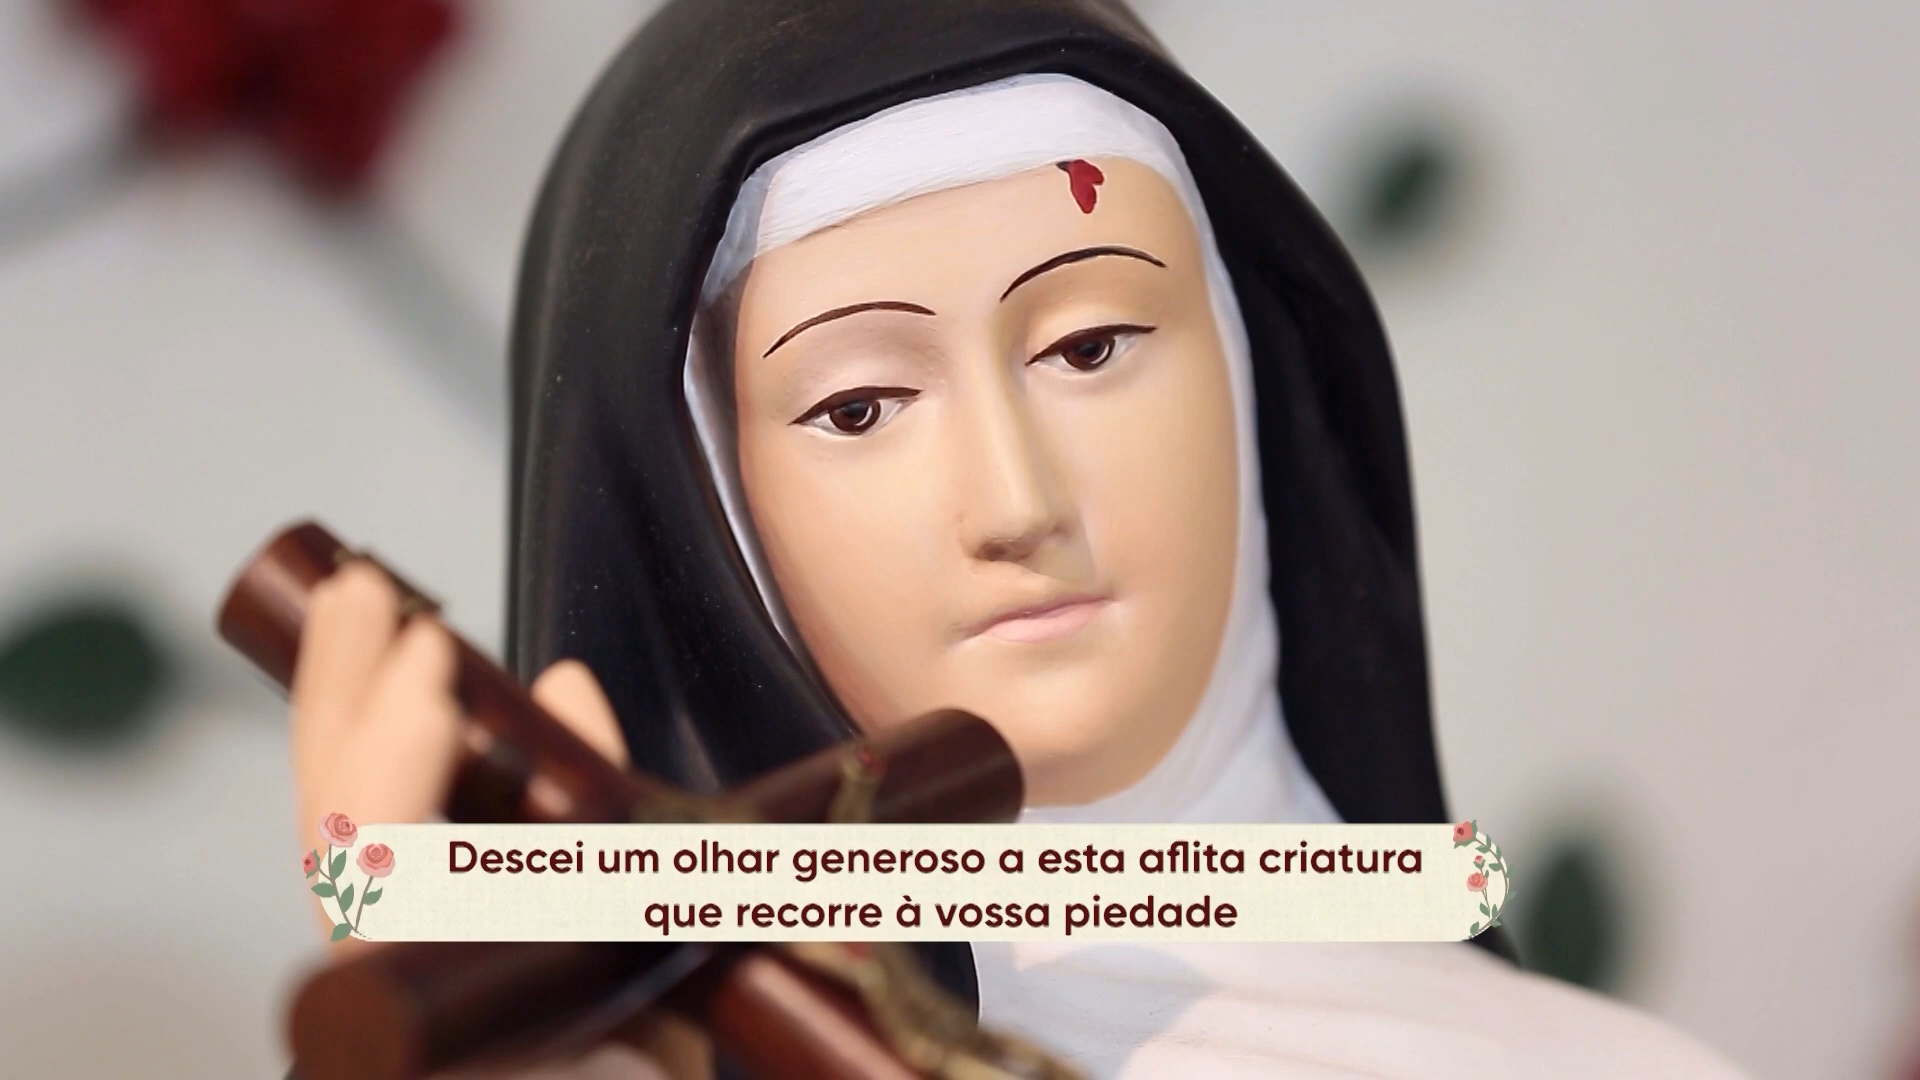 Descei um olhar generoso a esta aflita criatura
que recorre à vossa piedade